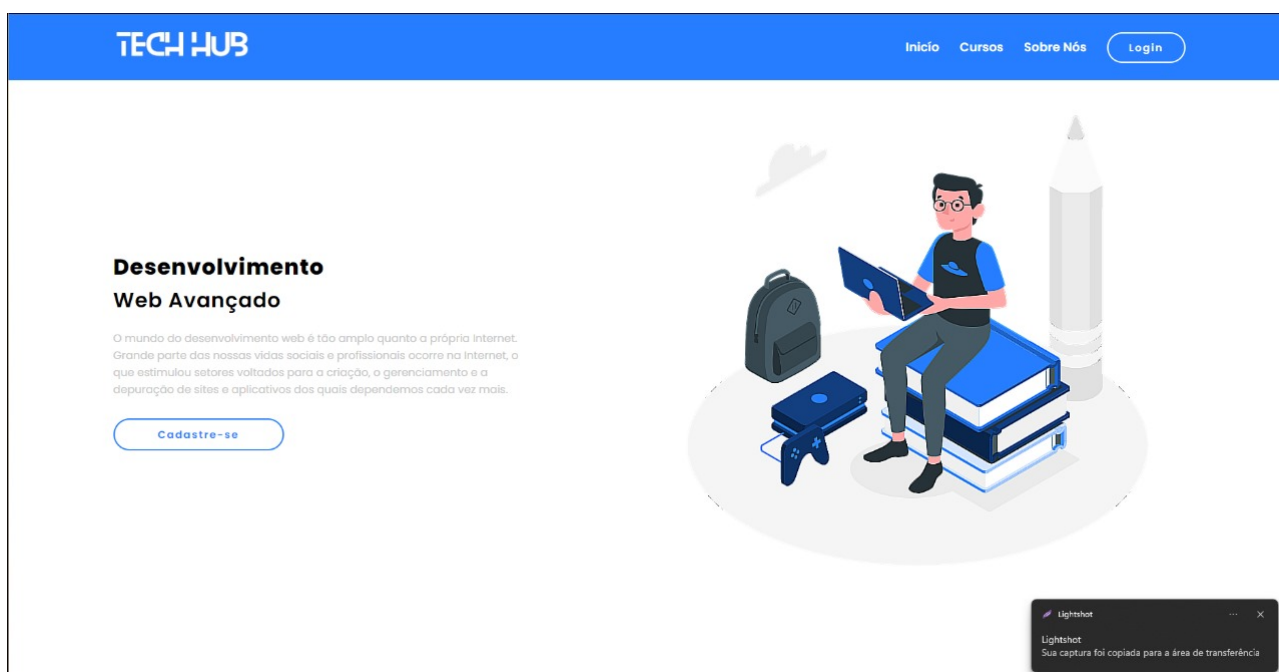 TECH HUB
Inicío Cursos Sobre Nós Login
Desenvolvimento
Web Avançado
O mundo do desenvolvimento web é tão amplo quanto a própria Internet.
Grande parte das nossas vidas sociais e profissionais ocorre na Internet, o
que estimulou setores voltados para a criação, o gerenciamento e a
depuração de sites e aplicativos dos quais dependemos cada vez mais.
Cadastre-se
Lightshot
Lightshot
Sua captura foi copiada para a área de transferência